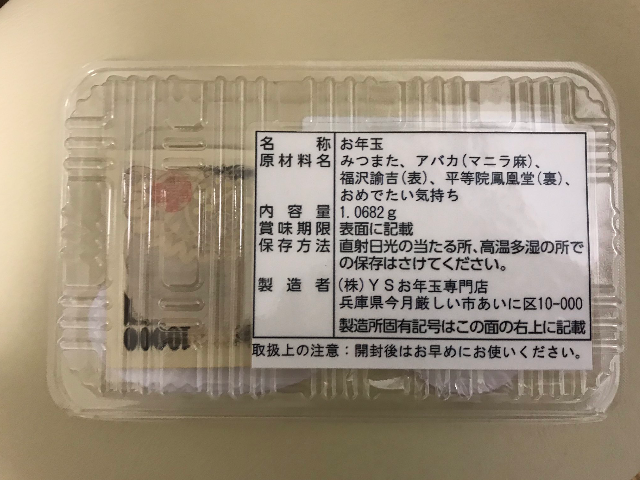 名称 お年玉
原材料名 みつまた、アバカ(マニラ麻)、
福沢諭吉(表)、平等院鳳凰堂(裏)、
おめでたい気持ち
内容量 1.0682g
賞味期限 表面に記載
保存方法 直射日光の当たる所、高温多湿の所で
の保存はさけてください。
製造者 (株)YSお年玉専門店
兵庫県今月厳しい市あいに区10-000
製造所固有記号はこの面の右上に記載
取扱上の注意:開封後はお早めにお使いください。
10000